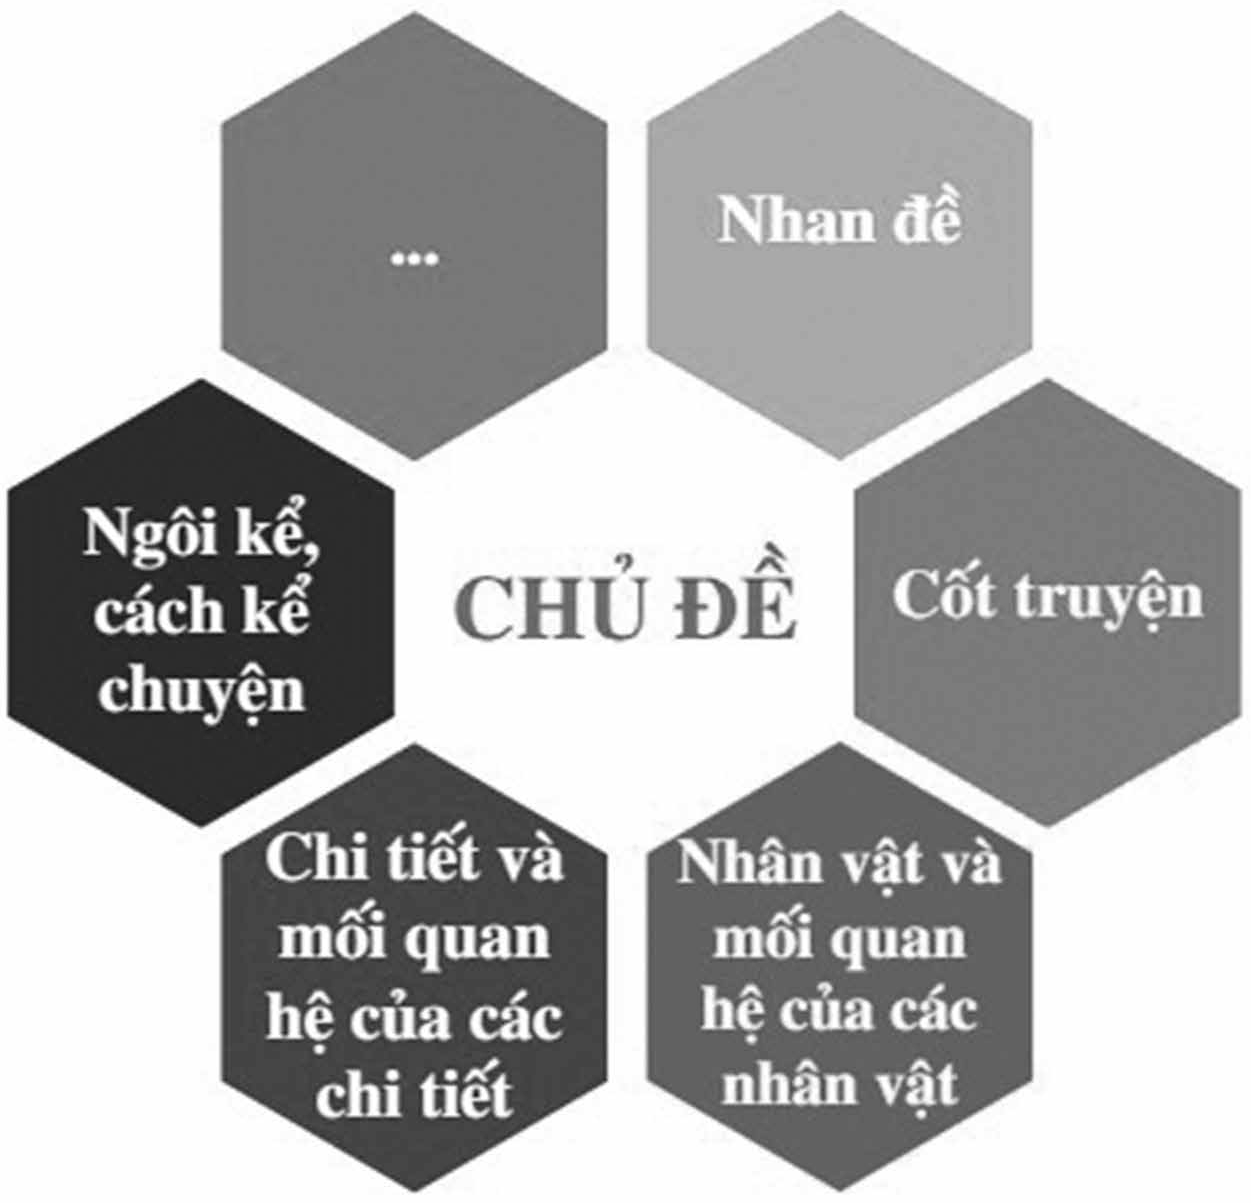 ...
Nhan đề
Ngôi kể,
cách kể
chuyện
CHỦ ĐỀ
Cốt truyện
Chi tiết và
mối quan
hệ của các
chi tiết
Nhân vật và
mối quan
hệ của các
nhân vật